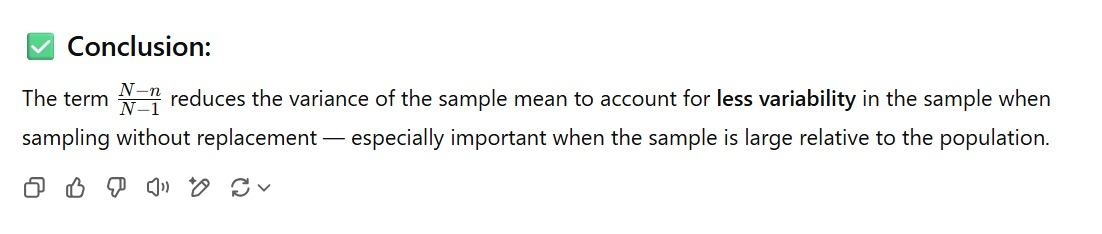 ✅ Conclusion:
The term $\frac{N-n}{N-1}$ reduces the variance of the sample mean to account for less variability in the sample when
sampling without replacement — especially important when the sample is large relative to the population.